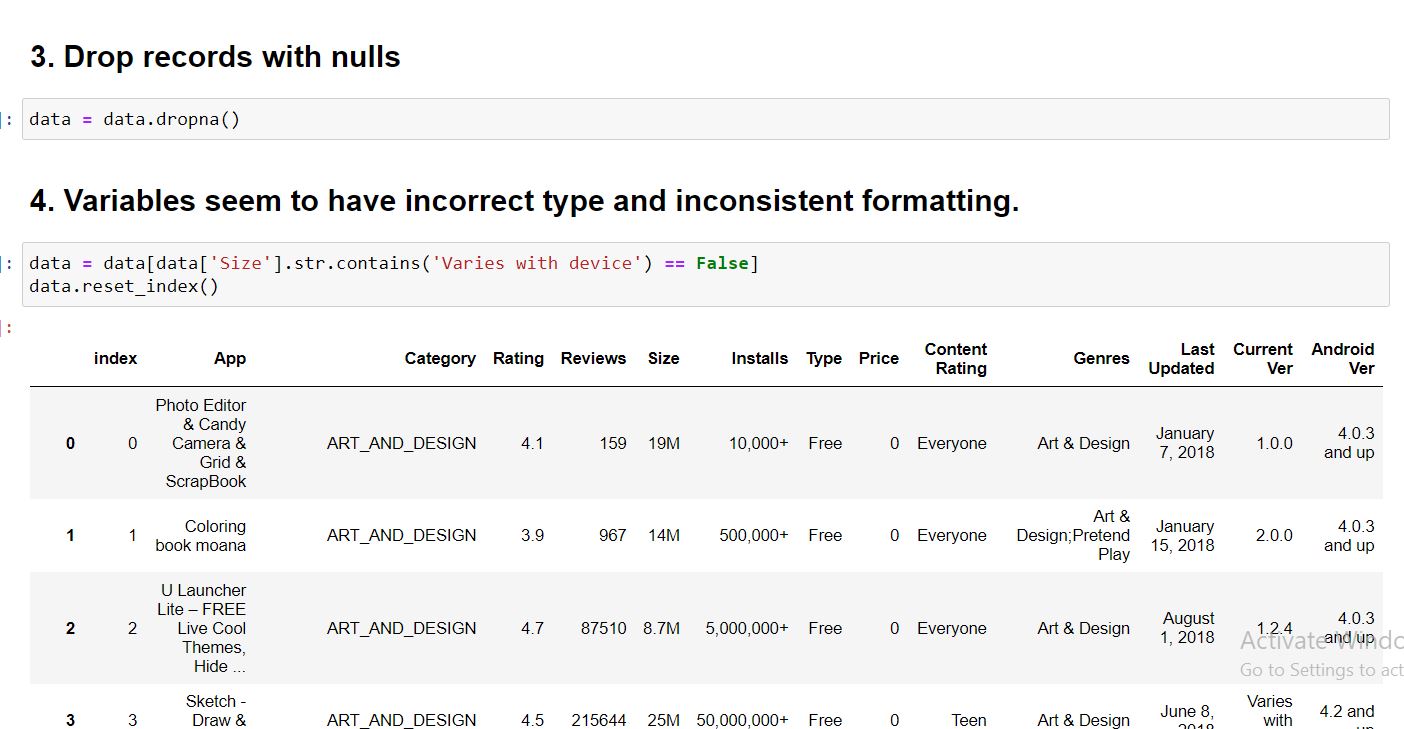 3. Drop records with nulls
]:
data = data.dropna()
4. Variables seem to have incorrect type and inconsistent formatting.
]:
data = data[data['Size'].str.contains('Varies with device') == False]
data.reset_index()
]:
index App Category Rating Reviews Size Installs Type Price Content Rating Genres Last Updated Current Ver Android Ver
0 0 Photo Editor & Candy Camera & Grid & ScrapBook ART_AND_DESIGN 4.1 159 19M 10,000+ Free 0 Everyone Art & Design January 7, 2018 1.0.0 4.0.3 and up
1 1 Coloring book moana ART_AND_DESIGN 3.9 967 14M 500,000+ Free 0 Everyone Art & Design;Pretend Play January 15, 2018 2.0.0 4.0.3 and up
2 2 U Launcher Lite – FREE Live Cool Themes, Hide ... ART_AND_DESIGN 4.7 87510 8.7M 5,000,000+ Free 0 Everyone Art & Design August 1, 2018 1.2.4 4.0.3 and up
3 3 Sketch - Draw & ART_AND_DESIGN 4.5 215644 25M 50,000,000+ Free 0 Teen Art & Design June 8, 2018 Varies with 4.2 and up
Activate Windo
Go to Settings to act